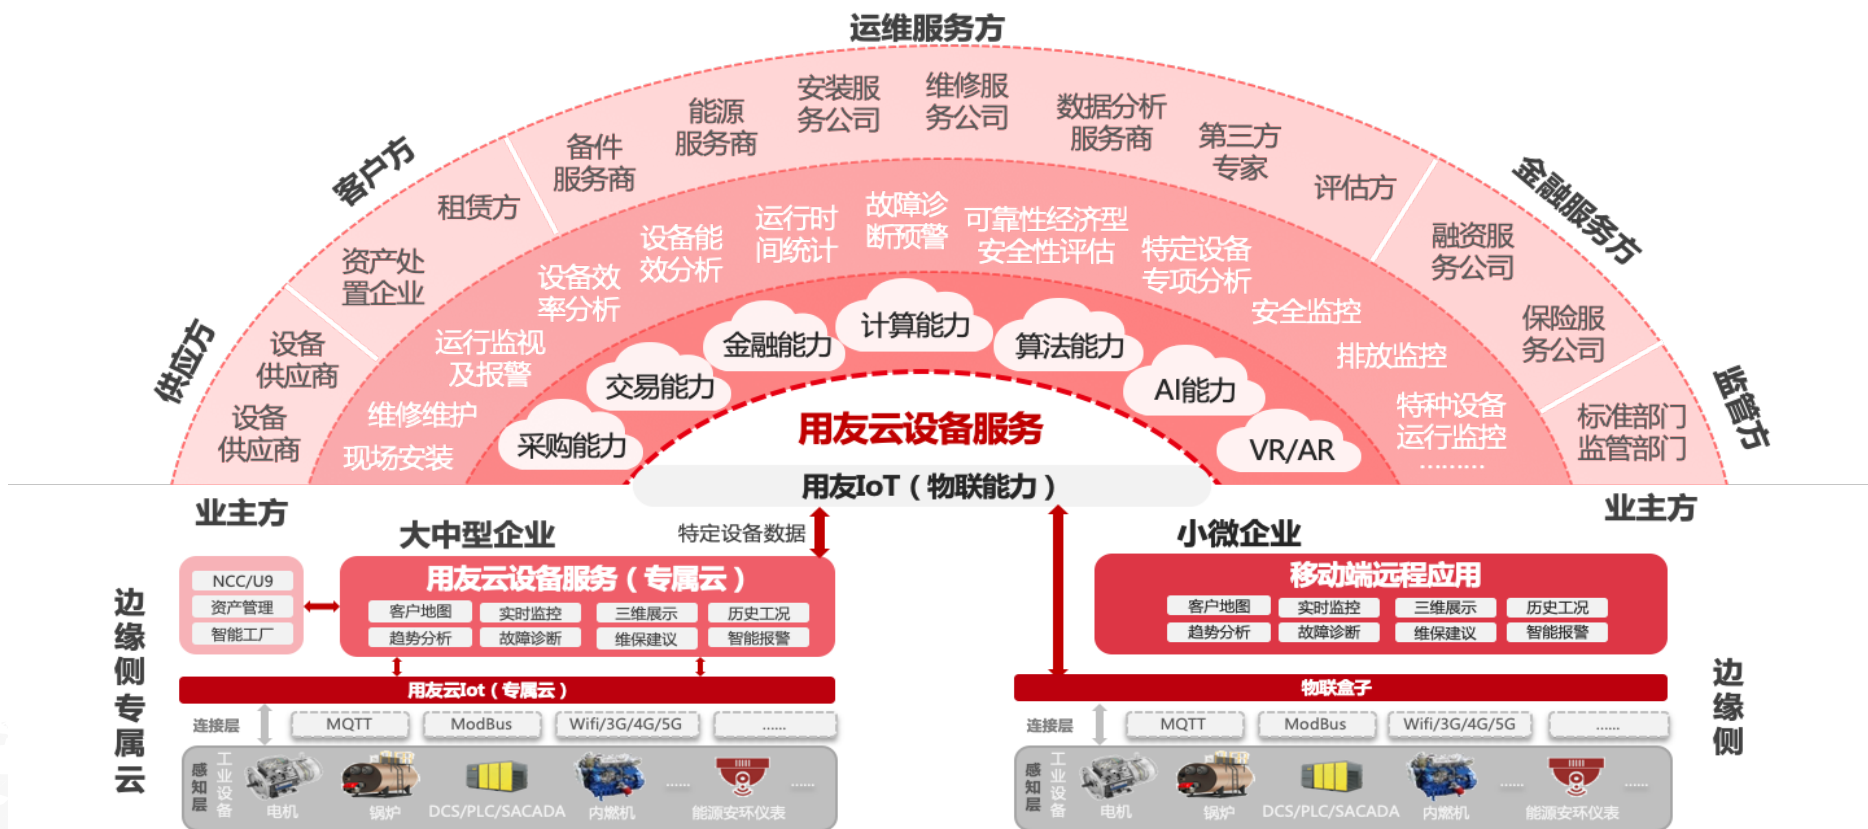 运维服务方
客户方
金融服务方
供应方
监管方
安装服
务公司
维修服
务公司
能源
服务商
数据分析
服务商
备件
服务商
第三方
专家
租赁方
评估方
资产处
置企业
融资服
务公司
设备
供应商
保险服
务公司
设备
供应商
标准部门
监管部门
运行时
间统计
故障诊
断预警
可靠性经济型
安全性评估
设备能
效分析
特定设备
专项分析
设备效
率分析
安全监控
运行监视
及报警
排放监控
维修维护
特种设备
运行监控
………
现场安装
计算能力
金融能力
算法能力
交易能力
AI能力
采购能力
VR/AR
用友云设备服务
用友IoT（物联能力）
业主方
业主方
大中型企业
特定设备数据
小微企业
边缘侧专属云
NCC/U9
资产管理
智能工厂
用友云设备服务（专属云）
客户地图
实时监控
三维展示
历史工况
趋势分析
故障诊断
维保建议
智能报警
用友云Iot（专属云）
连接层
MQTT
ModBus
Wifi/3G/4G/5G
......
感知层
工业设备
电机
锅炉
DCS/PLC/SACADA
内燃机
......
能源安环仪表
......
移动端远程应用
客户地图
实时监控
三维展示
历史工况
趋势分析
故障诊断
维保建议
智能报警
物联盒子
连接层
MQTT
ModBus
Wifi/3G/4G/5G
......
感知层
工业设备
电机
锅炉
DCS/PLC/SACADA
内燃机
......
能源安环仪表
......
边缘侧